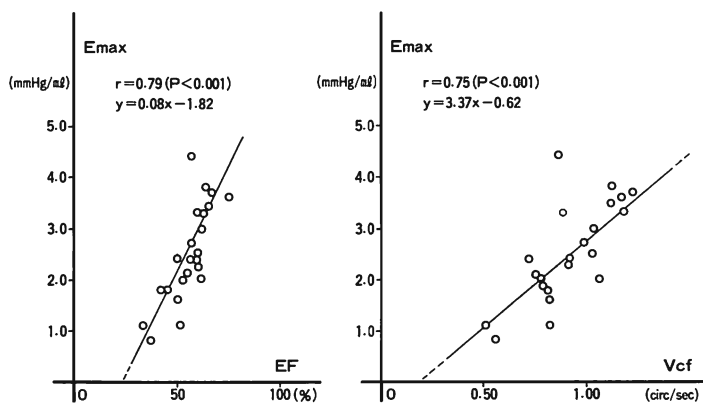 Emax
(mmHg/mℓ)
r=0.79(P<0.001)
y=0.08x−1.82
5.0
4.0
3.0
2.0
1.0
EF
0
50
100(%)
Emax
(mmHg/mℓ)
r=0.75(P<0.001)
y=3.37x−0.62
5.0
4.0
3.0
2.0
1.0
Vcf
0
0.50
1.00
(circ/sec)